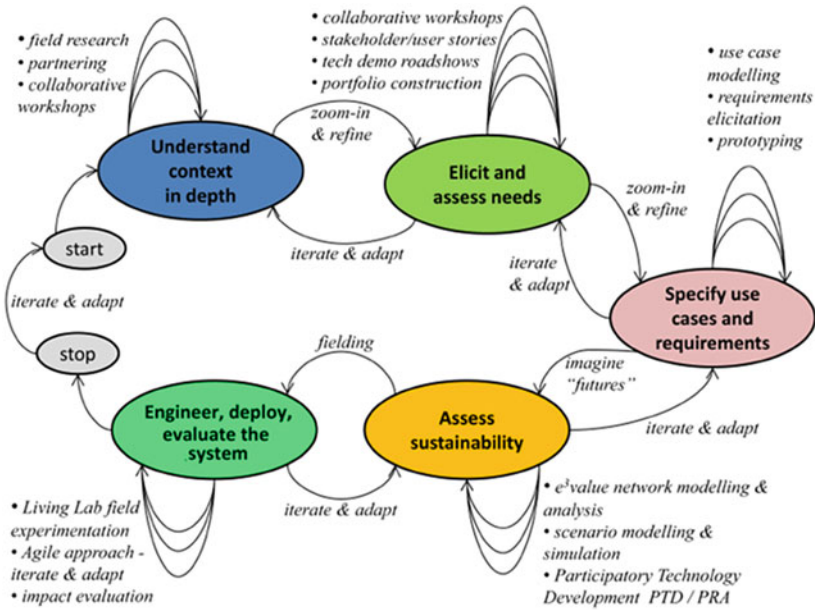 • field research
• partnering
• collaborative
workshops
• collaborative workshops
• stakeholder/user stories
• tech demo roadshows
• portfolio construction
• use case
modelling
• requirements
elicitation
• prototyping
Understand
context
in depth
zoom-in
& refine
Elicit and
assess needs
zoom-in
& refine
iterate & adapt
iterate
& adapt
start
iterate & adapt
stop
Specify use
cases and
requirements
fielding
imagine
“futures”
Engineer, deploy,
evaluate the
system
Assess
sustainability
iterate & adapt
iterate & adapt
• Living Lab field
experimentation
• Agile approach -
iterate & adapt
• impact evaluation
• e³value network modelling &
analysis
• scenario modelling &
simulation
• Participatory Technology
Development PTD / PRA